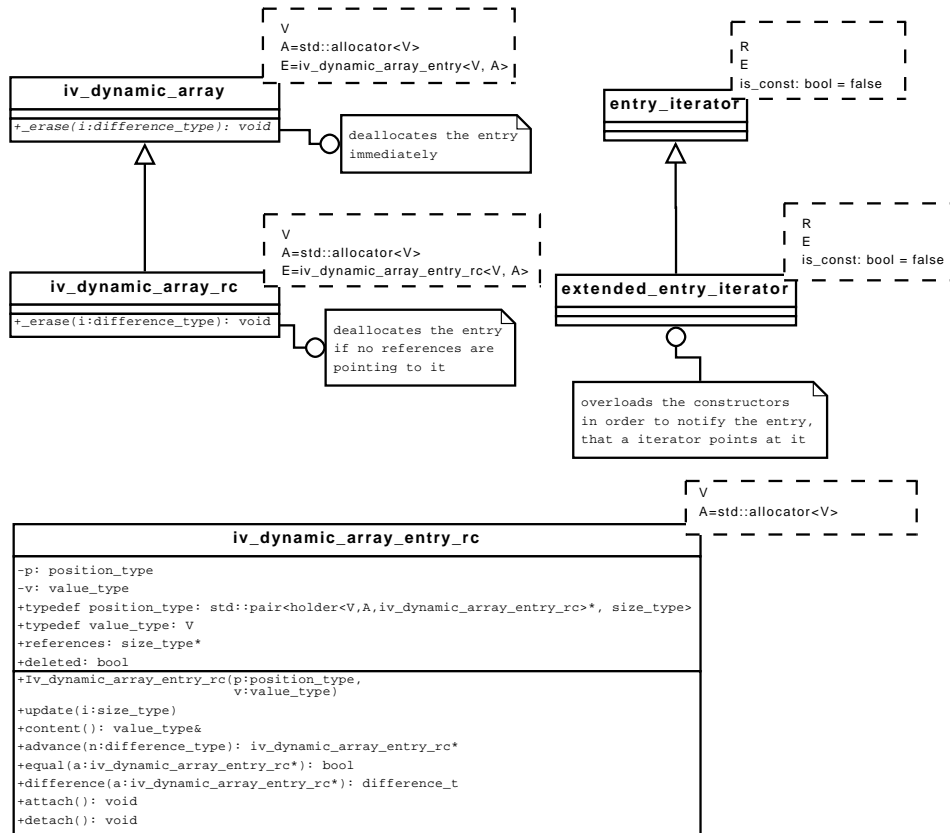 V
A=std::allocator<V>
E=iv_dynamic_array_entry<V, A>
iv_dynamic_array
+_erase(i:difference_type): void
deallocates the entry
immediately
V
A=std::allocator<V>
E=iv_dynamic_array_entry_rc<V, A>
iv_dynamic_array_rc
+_erase(i:difference_type): void
deallocates the entry
if no references are
pointing to it
R
E
is_const: bool = false
entry_iterator
R
E
is_const: bool = false
extended_entry_iterator
overloads the constructors
in order to notify the entry,
that a iterator points at it
V
A=std::allocator<V>
iv_dynamic_array_entry_rc
-p: position_type
-v: value_type
+typedef position_type: std::pair<holder<V,A,iv_dynamic_array_entry_rc>*, size_type>
+typedef value_type: V
+references: size_type*
+deleted: bool
+Iv_dynamic_array_entry_rc(p:position_type,
v:value_type)
+update(i:size_type)
+content(): value_type&
+advance(n:difference_type): iv_dynamic_array_entry_rc*
+equal(a:iv_dynamic_array_entry_rc*): bool
+difference(a:iv_dynamic_array_entry_rc*): difference_t
+attach(): void
+detach(): void